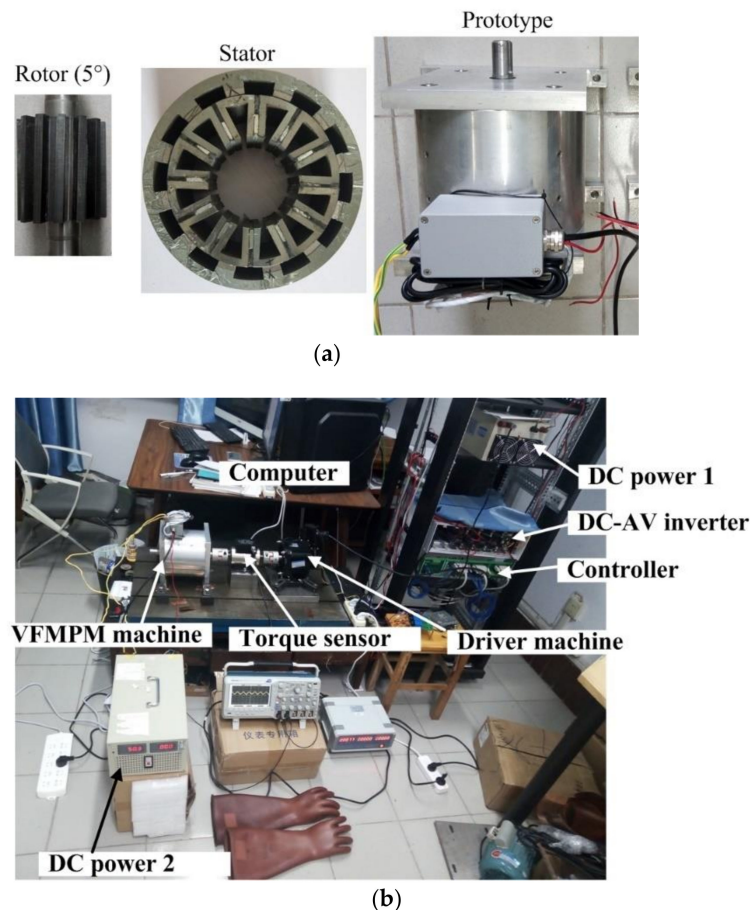 Prototype
Stator
Rotor (5°)
(a)
Computer
DC power 1
DC-AV inverter
Controller
VFMPM machine
Torque sensor
Driver machine
仪表专用箱
DC power 2
(b)